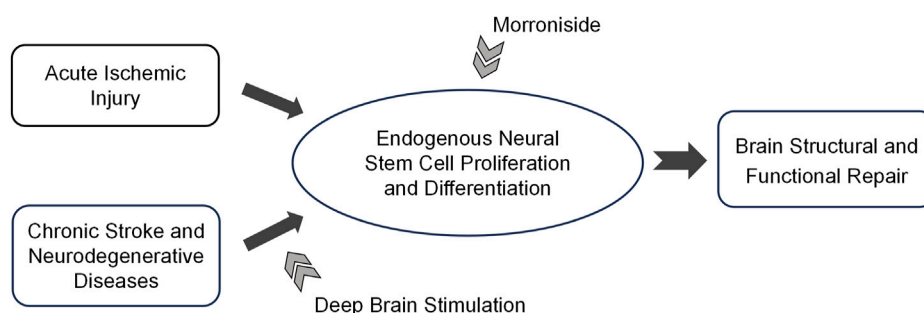 Morroniside
Acute Ischemic
Injury
Endogenous Neural
Stem Cell Proliferation
and Differentiation
Brain Structural and
Functional Repair
Chronic Stroke and
Neurodegenerative
Diseases
Deep Brain Stimulation